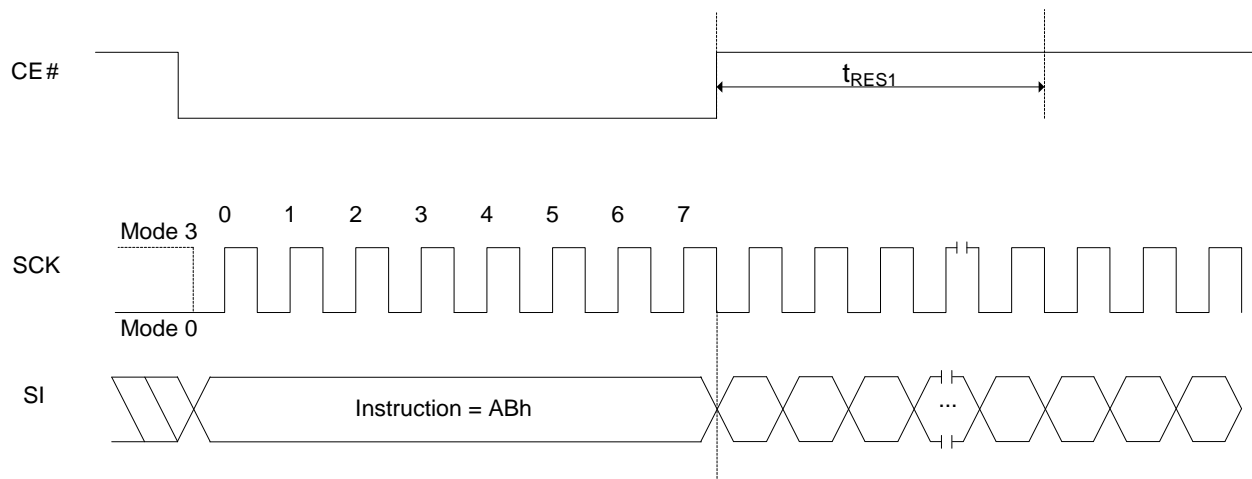 CE#
tRES1
0 1 2 3 4 5 6 7
Mode 3
SCK
Mode 0
SI
Instruction = ABh
...